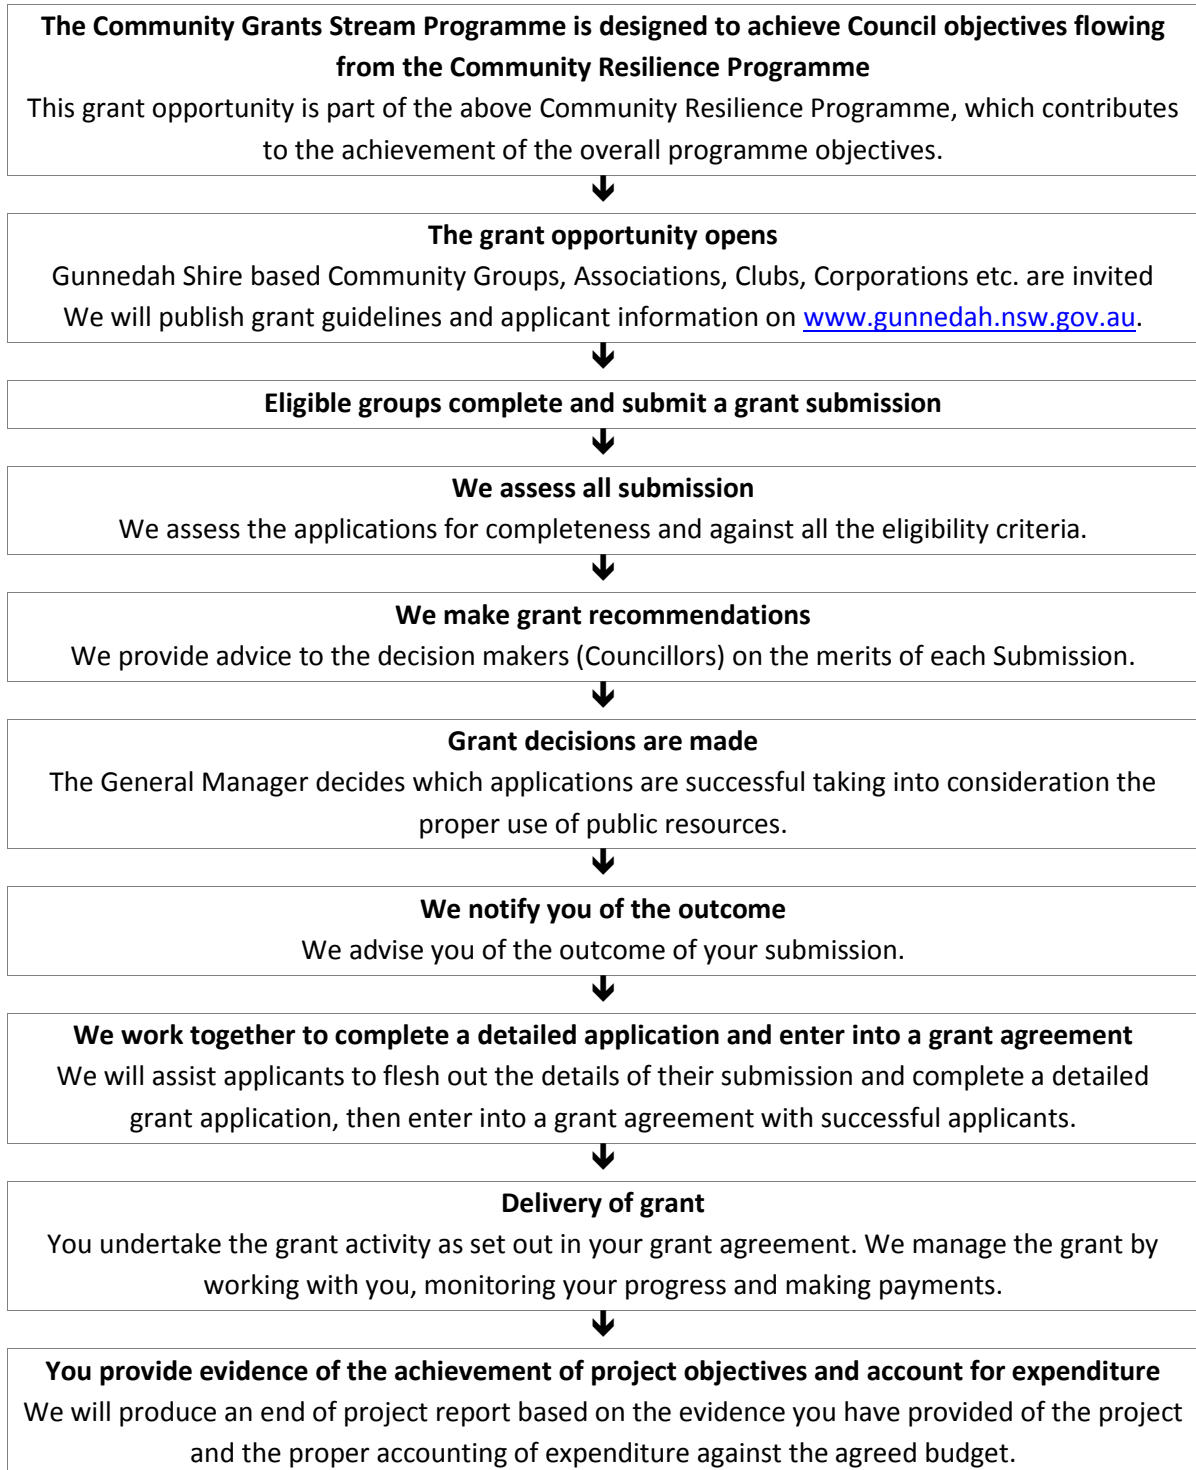 The Community Grants Stream Programme is designed to achieve Council objectives flowing
from the Community Resilience Programme
This grant opportunity is part of the above Community Resilience Programme, which contributes
to the achievement of the overall programme objectives.
The grant opportunity opens
Gunnedah Shire based Community Groups, Associations, Clubs, Corporations etc. are invited
We will publish grant guidelines and applicant information on www.gunnedah.nsw.gov.au.
Eligible groups complete and submit a grant submission
We assess all submission
We assess the applications for completeness and against all the eligibility criteria.
We make grant recommendations
We provide advice to the decision makers (Councillors) on the merits of each Submission.
Grant decisions are made
The General Manager decides which applications are successful taking into consideration the
proper use of public resources.
We notify you of the outcome
We advise you of the outcome of your submission.
We work together to complete a detailed application and enter into a grant agreement
We will assist applicants to flesh out the details of their submission and complete a detailed
grant application, then enter into a grant agreement with successful applicants.
Delivery of grant
You undertake the grant activity as set out in your grant agreement. We manage the grant by
working with you, monitoring your progress and making payments.
You provide evidence of the achievement of project objectives and account for expenditure
We will produce an end of project report based on the evidence you have provided of the project
and the proper accounting of expenditure against the agreed budget.